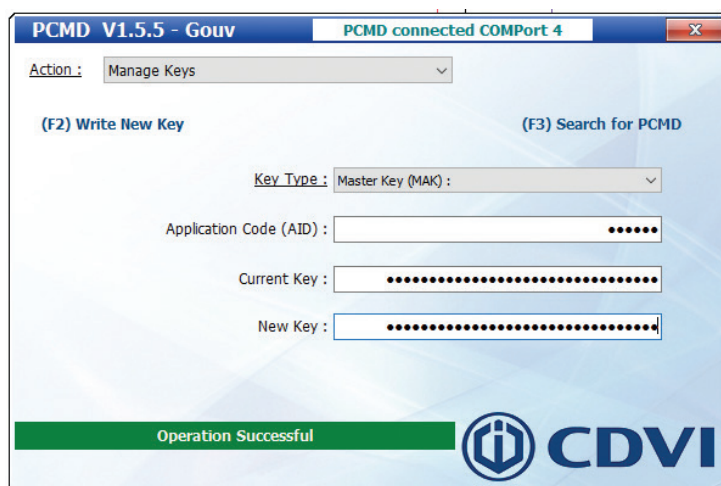 PCMD V1.5.5 - Gouv PCMD connected COMPort 4 X
Action : Manage Keys
(F2) Write New Key (F3) Search for PCMD
Key Type : Master Key (MAK) :
Application Code (AID) : ••••••
Current Key : ••••••••••••••••••••••••••••••••
New Key : ••••••••••••••••••••••••••••••••
Operation Successful
CDVI